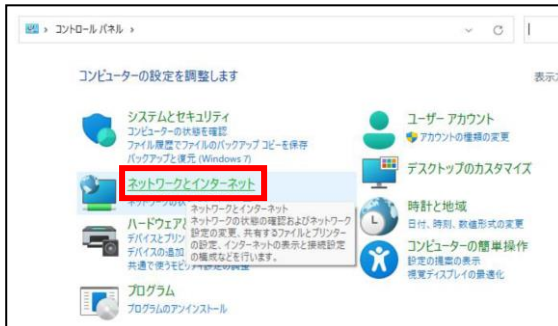 コントロール パネル
コンピューターの設定を調整します
システムとセキュリティ
コンピューターの状態を確認
ファイル履歴でファイルのバックアップ コピーを保存
バックアップと復元 (Windows 7)
ネットワークとインターネット
ネットワークの状
ネットワークとインターネット
ネットワークの状態の確認およびネットワーク
設定の変更、共有するファイルとプリンター
の設定、インターネットの表示と接続設定
の構成などを行います。
ハードウェア
デバイスとプリン
デバイスの追加
共通で使うモビリティ設定の調整
プログラム
プログラムのアンインストール
表示
ユーザー アカウント
アカウントの種類の変更
デスクトップのカスタマイズ
時計と地域
日付、時刻、数値形式の変更
コンピューターの簡単操作
設定の提案の表示
視覚ディスプレイの最適化